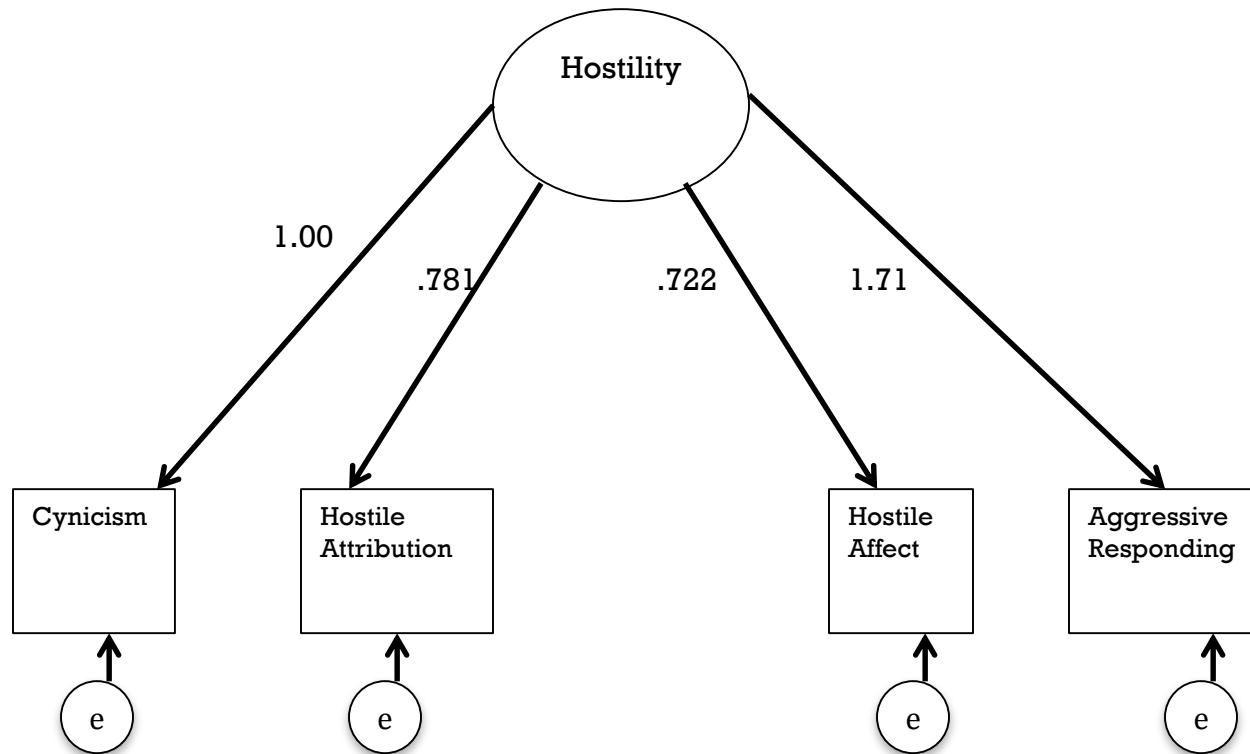 Hostility
1.00
.781
.722
1.71
Cynicism
Hostile
Attribution
Hostile
Affect
Aggressive
Responding
e
e
e
e